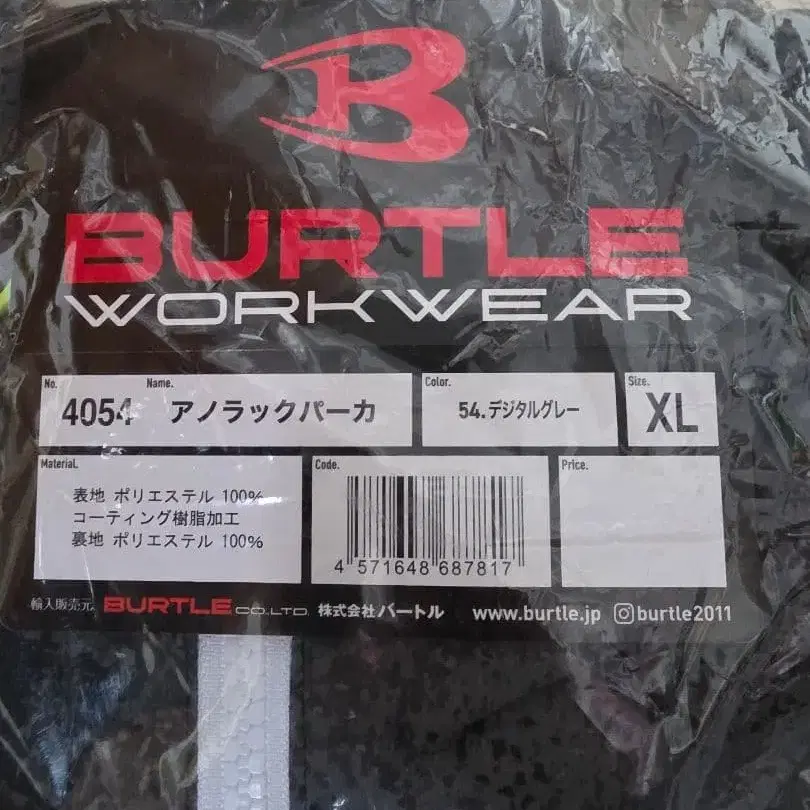 B
BURTLE
WORKWEAR
No. Name.
4054 アノラックパーカ
Color.
54.デジタルグレー
Size.
XL
Material.
表地 ポリエステル 100%
コーティング樹脂加工
裏地 ポリエステル 100%
Code.
4 571648 687817
Price.
輸入販売元 BURTLE CO.LTD. 株式会社バートル www.burtle.jp burtle2011